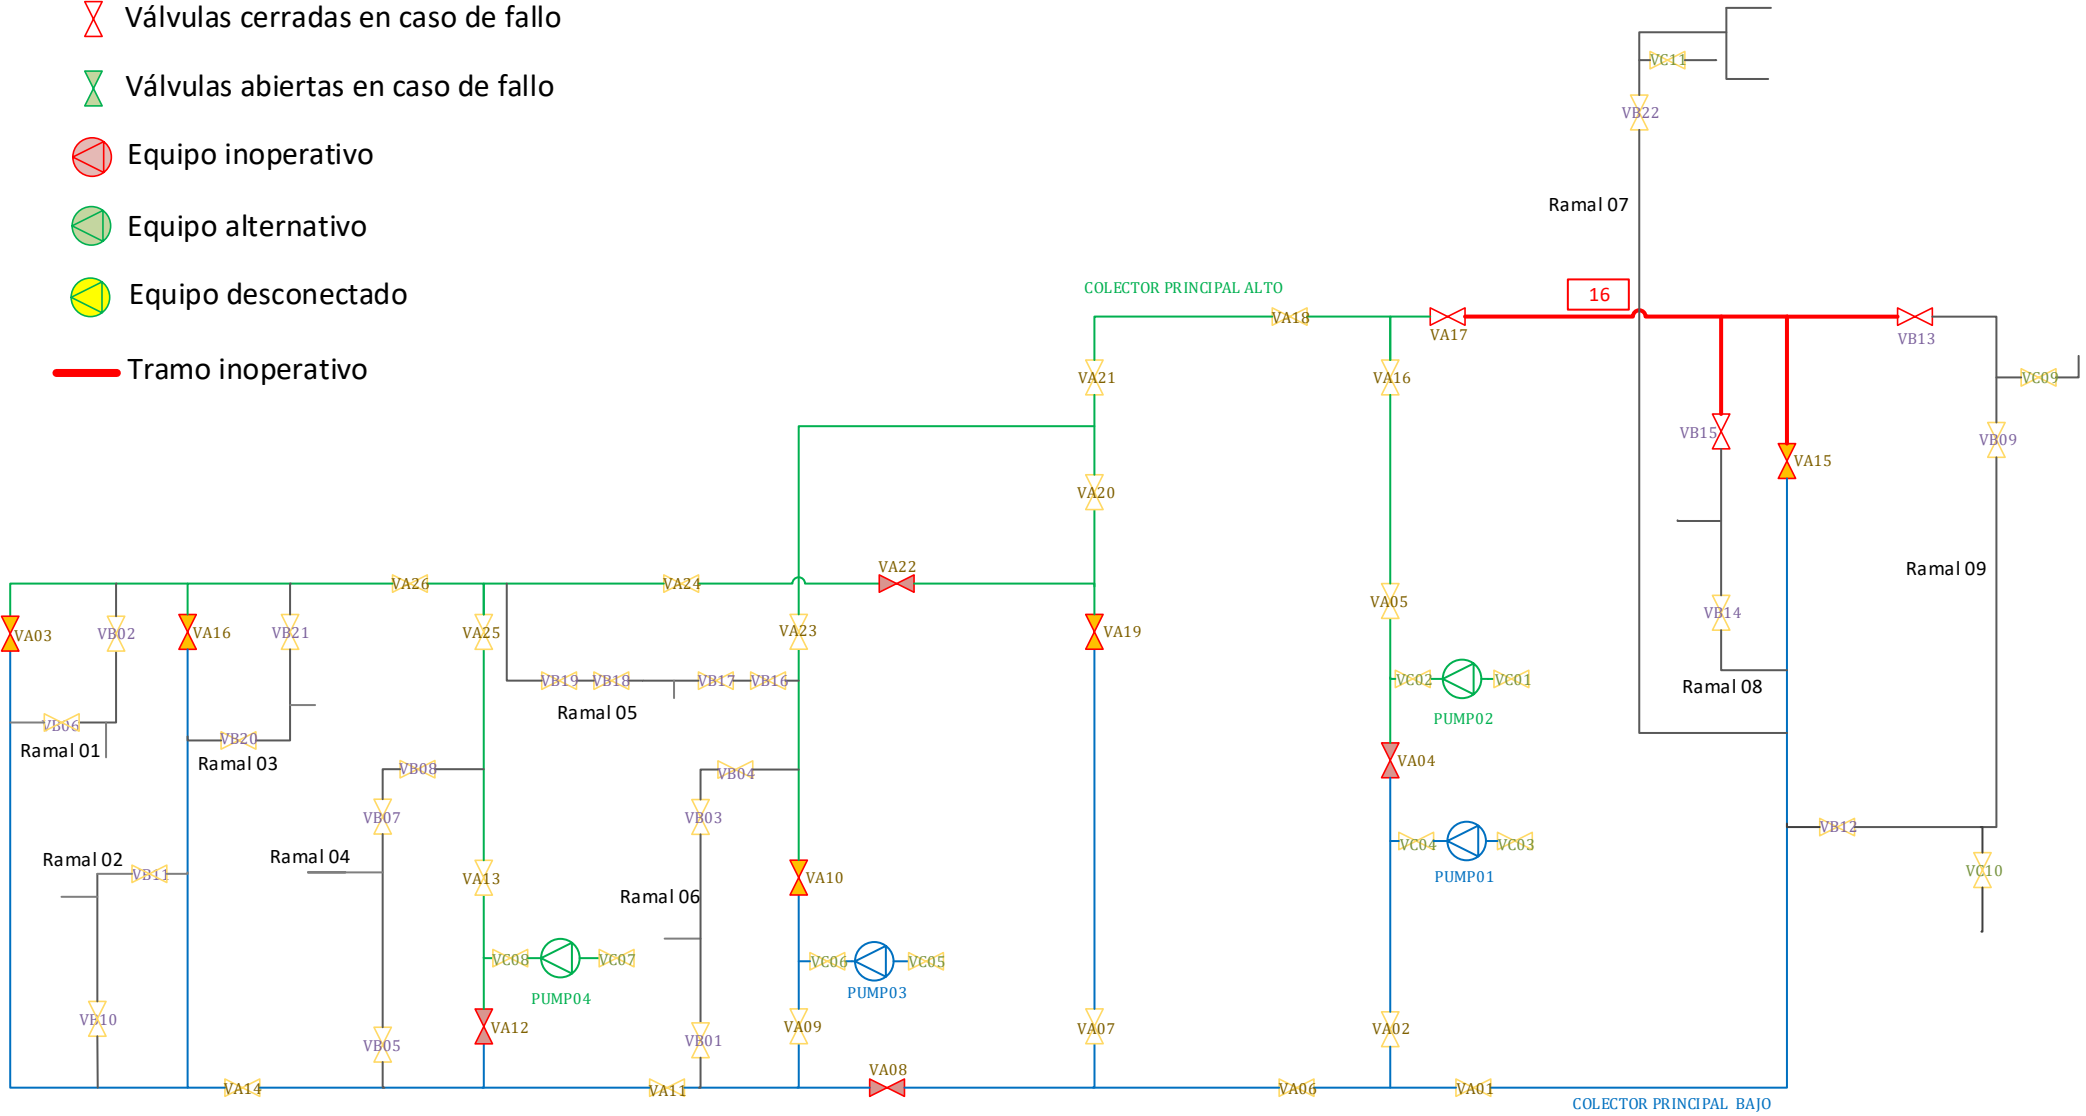 Válvulas cerradas en caso de fallo
Válvulas abiertas en caso de fallo
Equipo inoperativo
Equipo alternativo
Equipo desconectado
Tramo inoperativo
VC11
VB22
Ramal 07
COLECTOR PRINCIPAL ALTO
16
VA18
VA17
VB13
VA21
VA16
VC09
VB15
VB09
VA15
VA20
VA22
Ramal 09
VA26
VA24
VA05
VB14
VA03
VB02
VA16
VB21
VA25
VA23
VA19
VB19
VB18
VB17
VB16
VC02
VC01
Ramal 08
Ramal 05
PUMP02
VB06
Ramal 01
VB20
Ramal 03
VB08
VB04
VA04
VB07
VB03
VC04
VC03
VB12
Ramal 02
Ramal 04
VB11
VA13
Ramal 06
VA10
PUMP01
VC10
VC08
VC07
VC06
VC05
PUMP04
PUMP03
VB10
VA12
VA09
VA07
VA02
VB05
VB01
VA08
VA14
VA11
VA06
VA01
COLECTOR PRINCIPAL BAJO